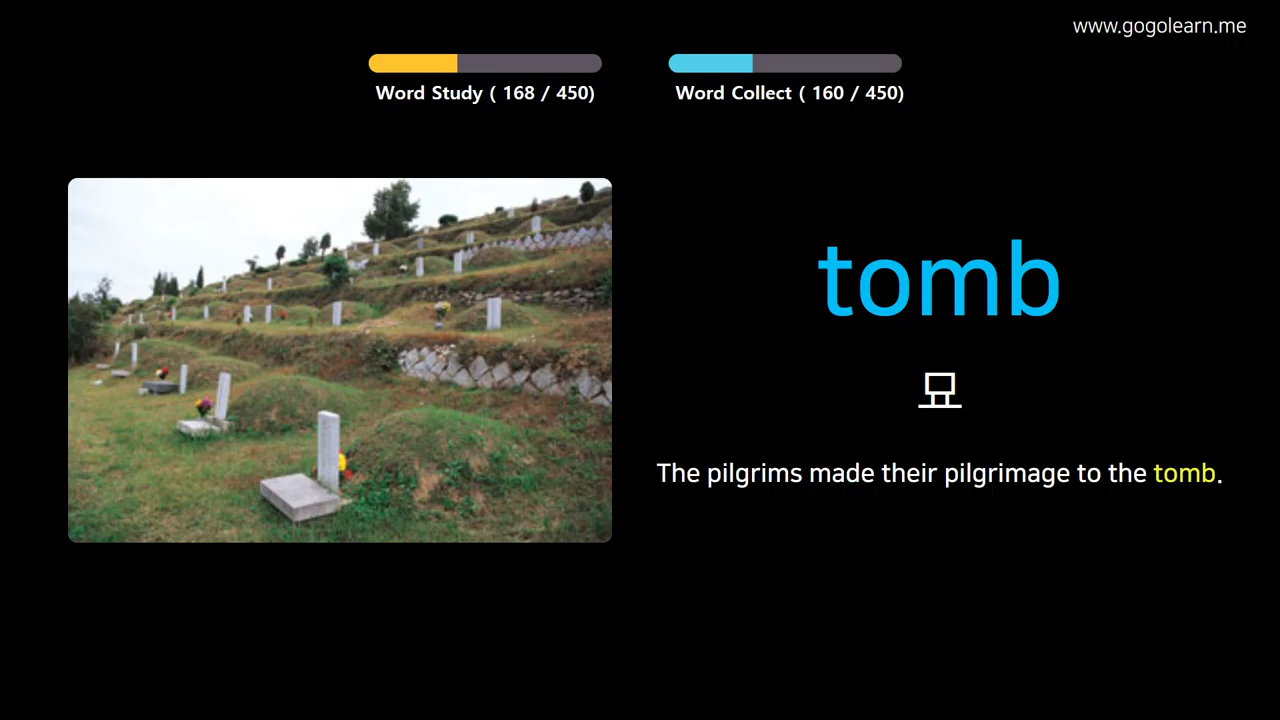 www.gogolearn.me
Word Study ( 168 / 450)
Word Collect ( 160 / 450)
tomb
묘
The pilgrims made their pilgrimage to the tomb.